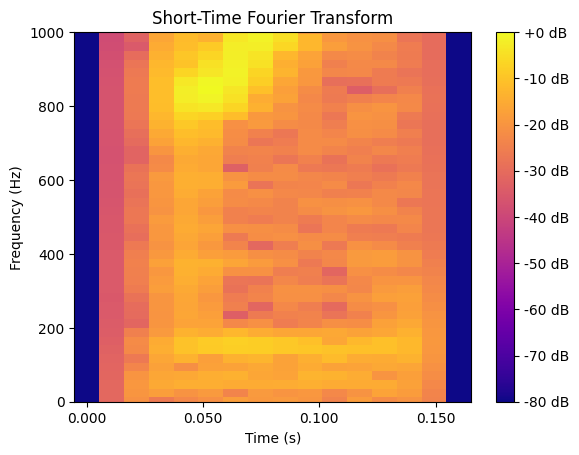 Short-Time Fourier Transform
1000
800
600
400
200
0
Frequency (Hz)
0.000
0.050
0.100
0.150
Time (s)
+0 dB
-10 dB
-20 dB
-30 dB
-40 dB
-50 dB
-60 dB
-70 dB
-80 dB